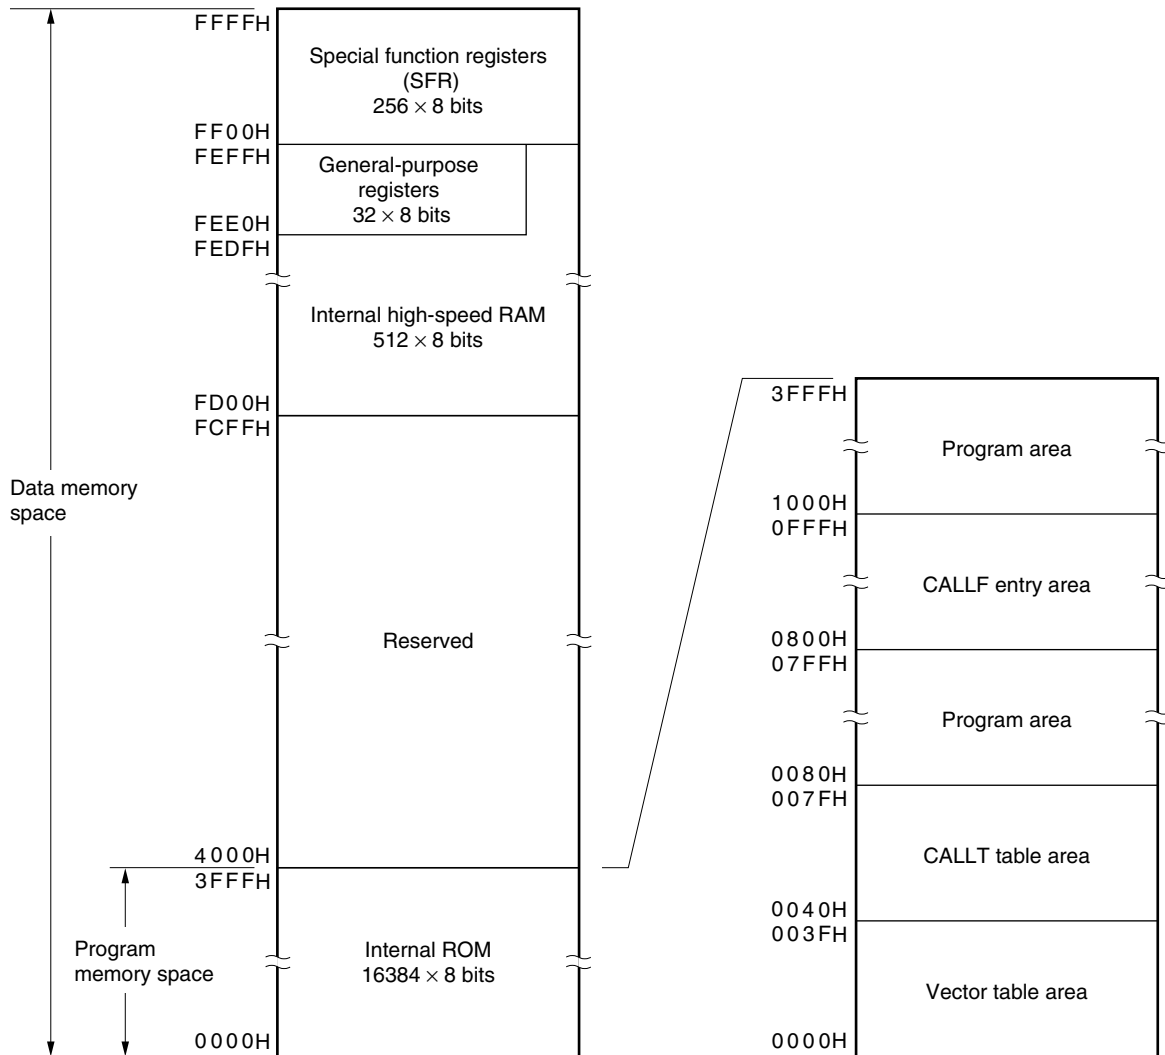 FFFFH
Special function registers
(SFR)
256 × 8 bits
FF00H
FEFFH
General-purpose
registers
32 × 8 bits
FEE0H
FEDFH
Internal high-speed RAM
512 × 8 bits
FD00H
FCFFH
Data memory
space
Reserved
4000H
3FFFH
Program
memory space
Internal ROM
16384 × 8 bits
0000H
3FFFH
Program area
1000H
0FFFH
CALLF entry area
0800H
07FFH
Program area
0080H
007FH
CALLT table area
0040H
003FH
Vector table area
0000H